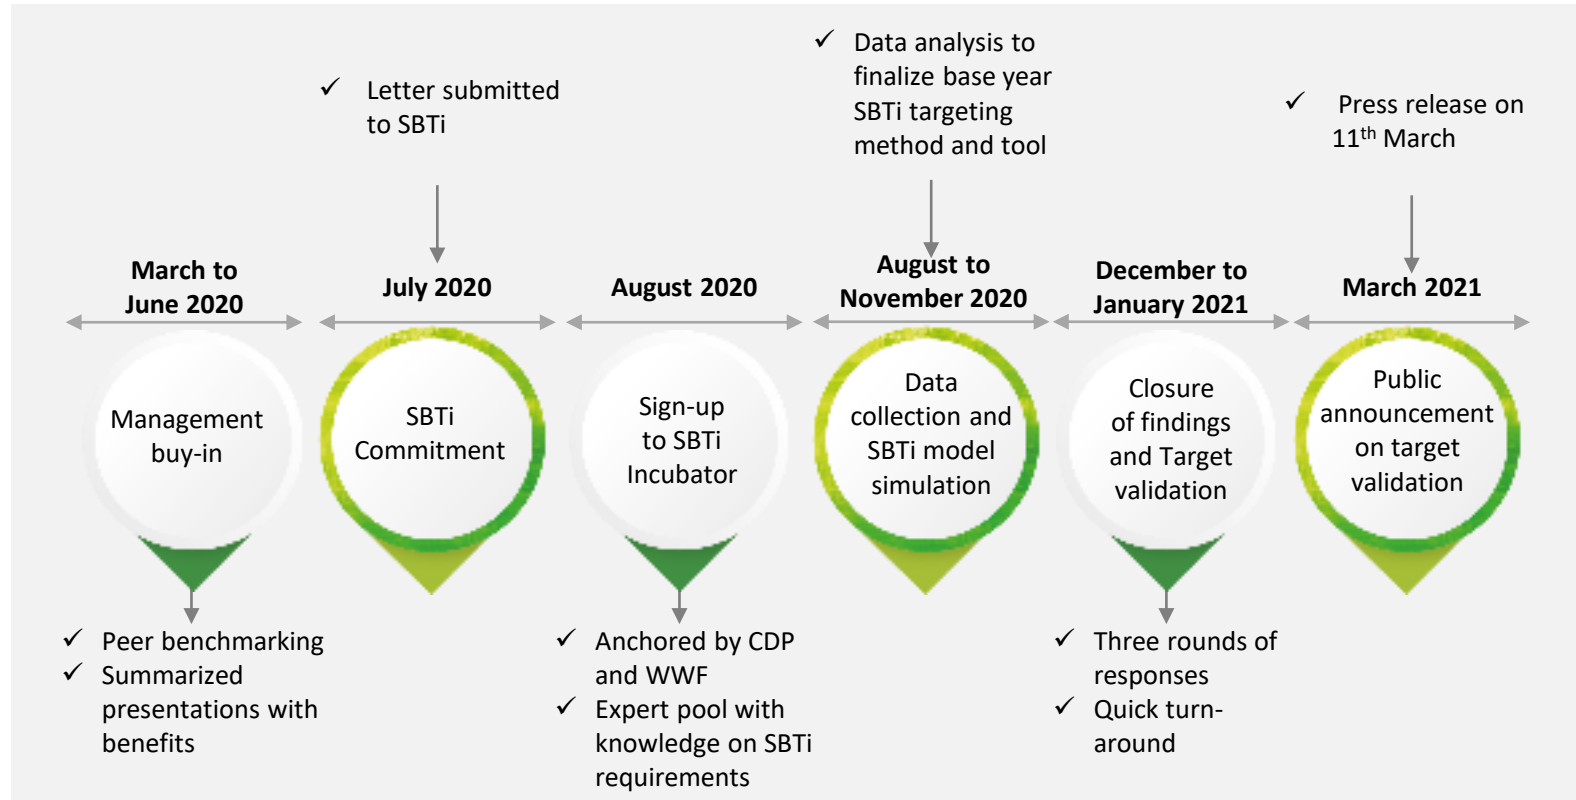 ✓ Letter submitted
to SBTi
✓ Data analysis to
finalize base year
SBTi targeting
method and tool
✓ Press release on
11th March
March to
June 2020
July 2020
August 2020
August to
November 2020
December to
January 2021
March 2021
Management
buy-in
SBTi
Commitment
Sign-up
to SBTi
Incubator
Data
collection and
SBTi model
simulation
Closure
of findings
and Target
validation
Public
announcement
on target
validation
✓ Peer benchmarking
✓ Summarized
presentations with
benefits
✓ Anchored by CDP
and WWF
✓ Expert pool with
knowledge on SBTi
requirements
✓ Three rounds of
responses
✓ Quick turn-
around